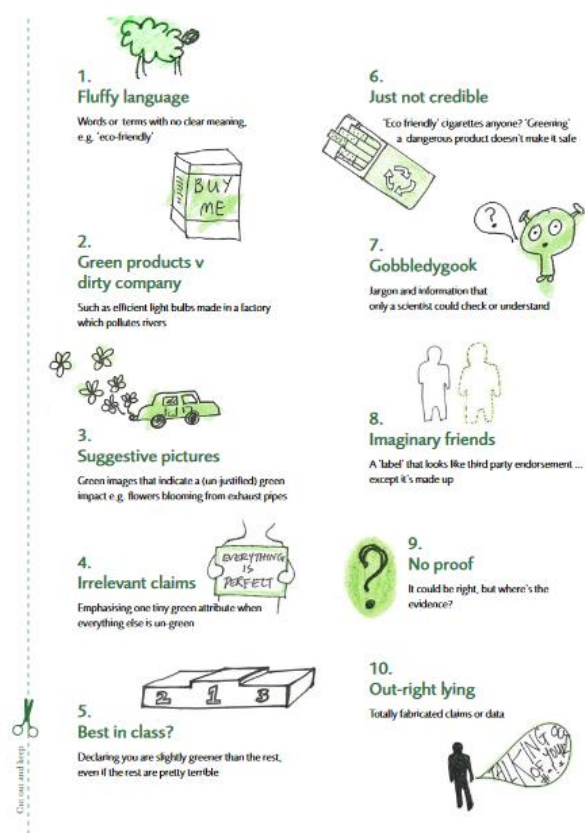 1.
Fluffy language
Words or terms with no clear meaning,
e.g. 'eco-friendly'
BUY
ME
2.
Green products v
dirty company
Such as efficient light bulbs made in a factory
which pollutes rivers
3.
Suggestive pictures
Green images that indicate a (un-justified) green
impact e.g. flowers blooming from exhaust pipes
4.
Irrelevant claims
EVERYTHING
IS
PERFECT
Emphasising one tiny green attribute when
everything else is un-green
2 1 3
5.
Best in class?
Declaring you are slightly greener than the rest,
even if the rest are pretty terrible
6.
Just not credible
'Eco friendly' cigarettes anyone? 'Greening'
a dangerous product doesn't make it safe
?
7.
Gobbledygook
Jargon and information that
only a scientist could check or understand
8.
Imaginary friends
A 'label' that looks like third party endorsement ...
except it's made up
?
9.
No proof
It could be right, but where's the
evidence?
10.
Out-right lying
Totally fabricated claims or data
TALKING
OUT OF YOUR
Cut out and keep